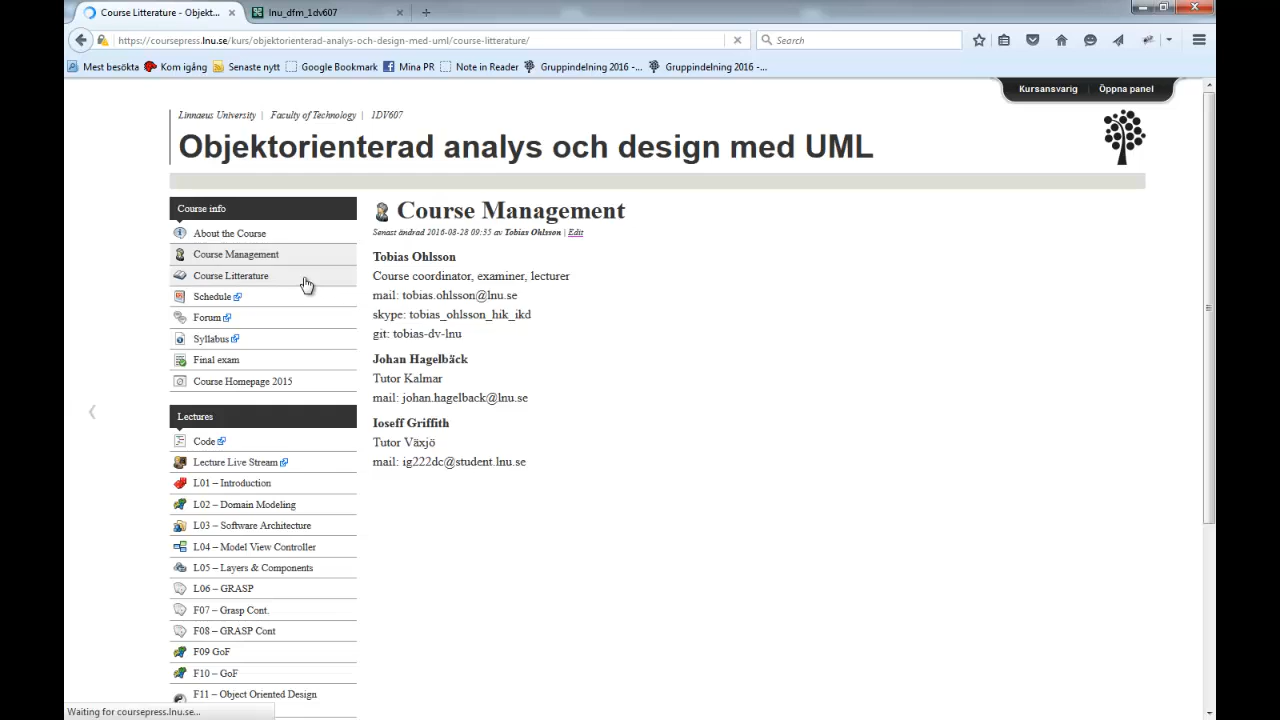 Course Litterature - Objekt...
lnu_dfm_1dv607
https://coursepress.lnu.se/kurs/objektorienterad-analys-och-design-med-uml/course-litterature/
Search
Mest besökta
Kom igång
Senaste nytt
Google Bookmark
Mina PR
Note in Reader
Gruppindelning 2016 -...
Gruppindelning 2016 -...
Kursansvarig
Öppna panel
Linnaeus University | Faculty of Technology | 1DV607
Objektorienterad analys och design med UML
Course info
About the Course
Course Management
Course Litterature
Schedule
Forum
Syllabus
Final exam
Course Homepage 2015
Lectures
Code
Lecture Live Stream
L01 – Introduction
L02 – Domain Modeling
L03 – Software Architecture
L04 – Model View Controller
L05 – Layers & Components
L06 – GRASP
F07 – Grasp Cont.
F08 – GRASP Cont
F09 GoF
F10 – GoF
F11 – Object Oriented Design
Course Management
Senast ändrad 2016-08-28 09:35 av Tobias Ohlsson | Edit
Tobias Ohlsson
Course coordinator, examiner, lecturer
mail: tobias.ohlsson@lnu.se
skype: tobias_ohlsson_hik_ikd
git: tobias-dv-lnu
Johan Hagelbäck
Tutor Kalmar
mail: johan.hagelback@lnu.se
Ioseff Griffith
Tutor Växjö
mail: ig222dc@student.lnu.se
Waiting for coursepress.lnu.se...